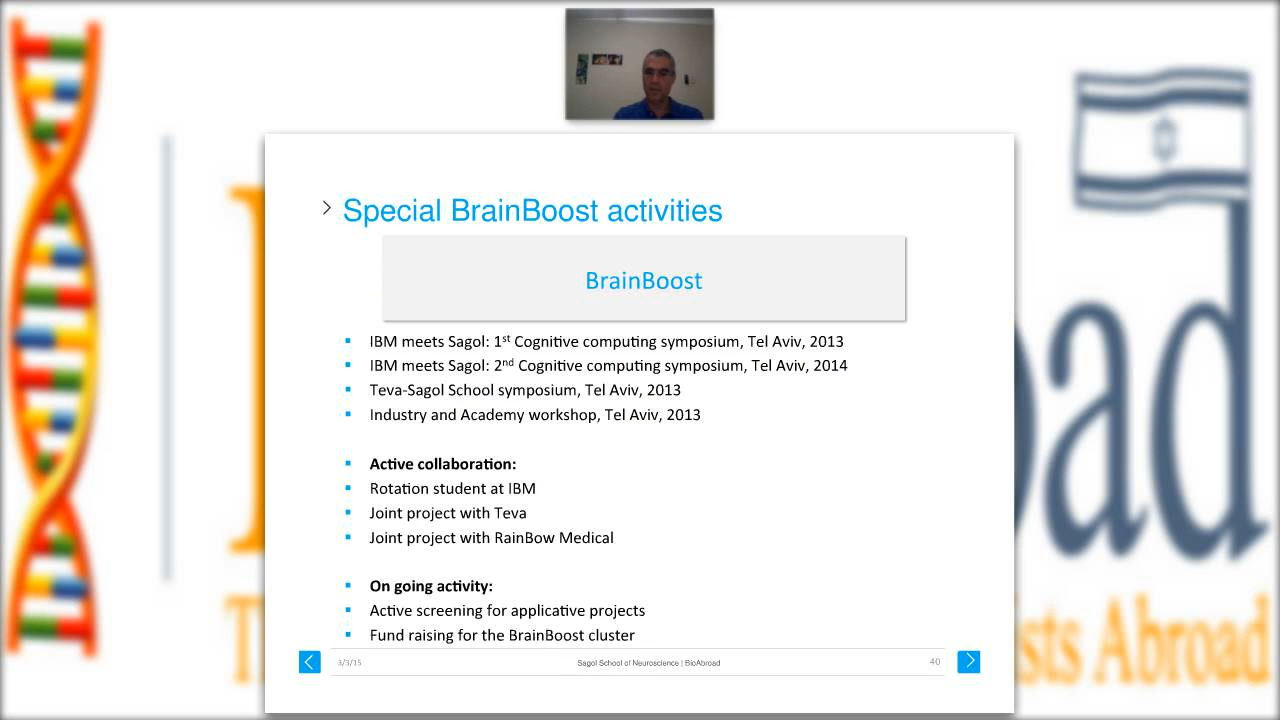 Special BrainBoost activities
BrainBoost
IBM meets Sagol: 1st Cognitive computing symposium, Tel Aviv, 2013
IBM meets Sagol: 2nd Cognitive computing symposium, Tel Aviv, 2014
Teva-Sagol School symposium, Tel Aviv, 2013
Industry and Academy workshop, Tel Aviv, 2013
Active collaboration:
Rotation student at IBM
Joint project with Teva
Joint project with RainBow Medical
On going activity:
Active screening for applicative projects
Fund raising for the BrainBoost cluster
3/3/15 Sagol School of Neuroscience | BioAbroad 40
Abroad